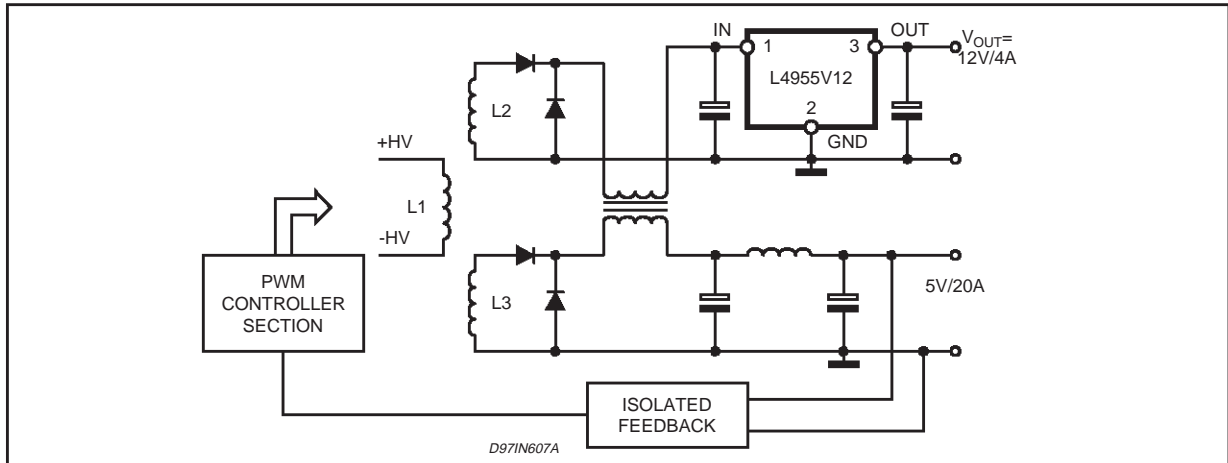 IN
OUT
1
3
L4955V12
2
GND
V_OUT=
12V/4A
L2
+HV
L1
-HV
PWM
CONTROLLER
SECTION
L3
5V/20A
ISOLATED
FEEDBACK
D97IN607A